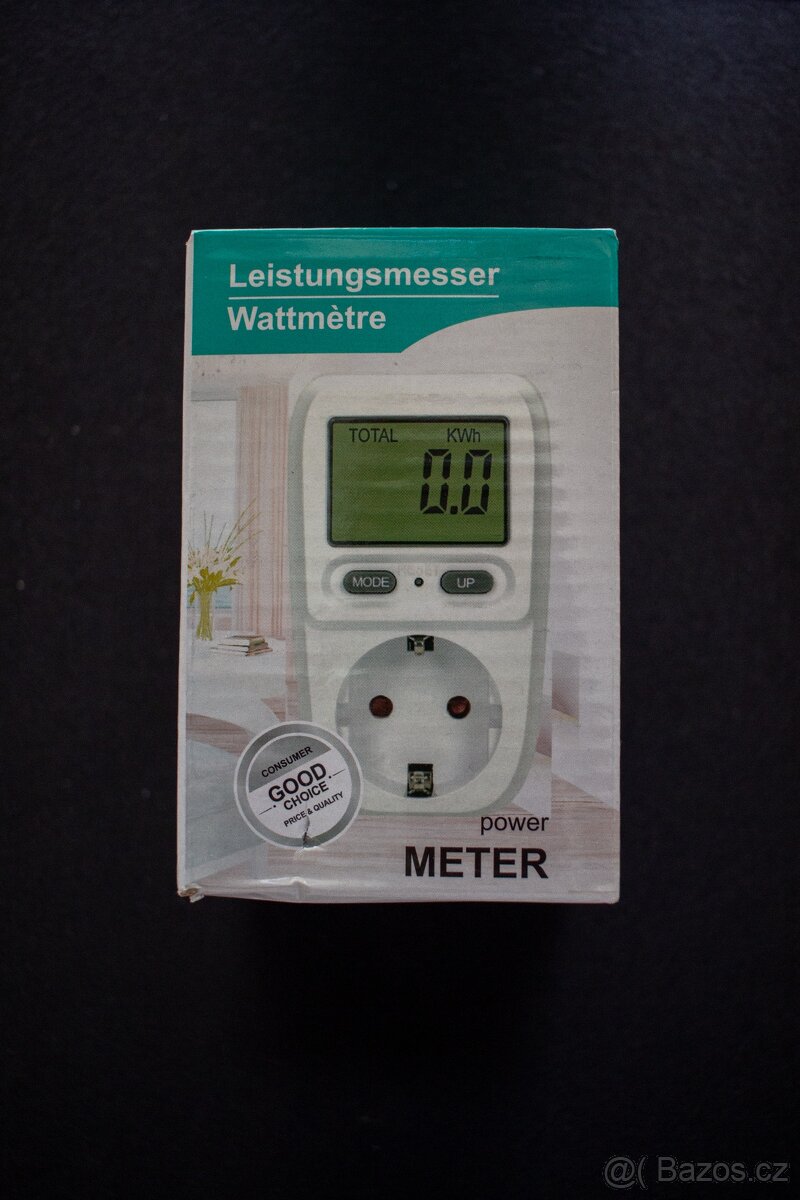 Leistungsmesser
Wattmètre
TOTAL KWh
0.0
MODE UP
CONSUMER
GOOD
CHOICE
PRICE & QUALITY
power
METER
@( Bazos.cz